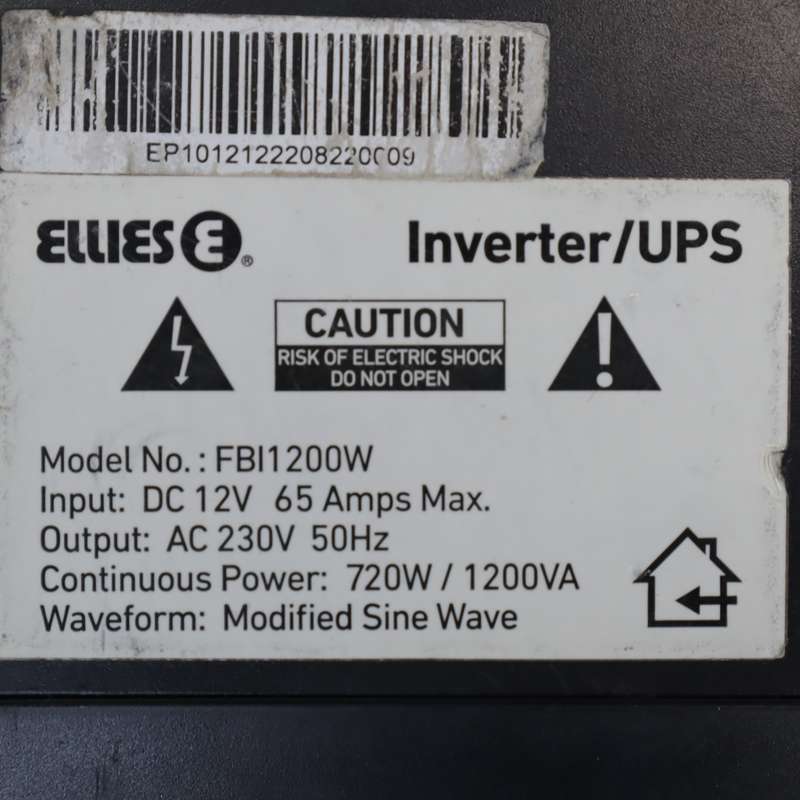 EP1012122208220009
ELLIES E ®
Inverter/UPS
CAUTION
RISK OF ELECTRIC SHOCK
DO NOT OPEN
Model No. : FBI1200W
Input: DC 12V 65 Amps Max.
Output: AC 230V 50Hz
Continuous Power: 720W / 1200VA
Waveform: Modified Sine Wave